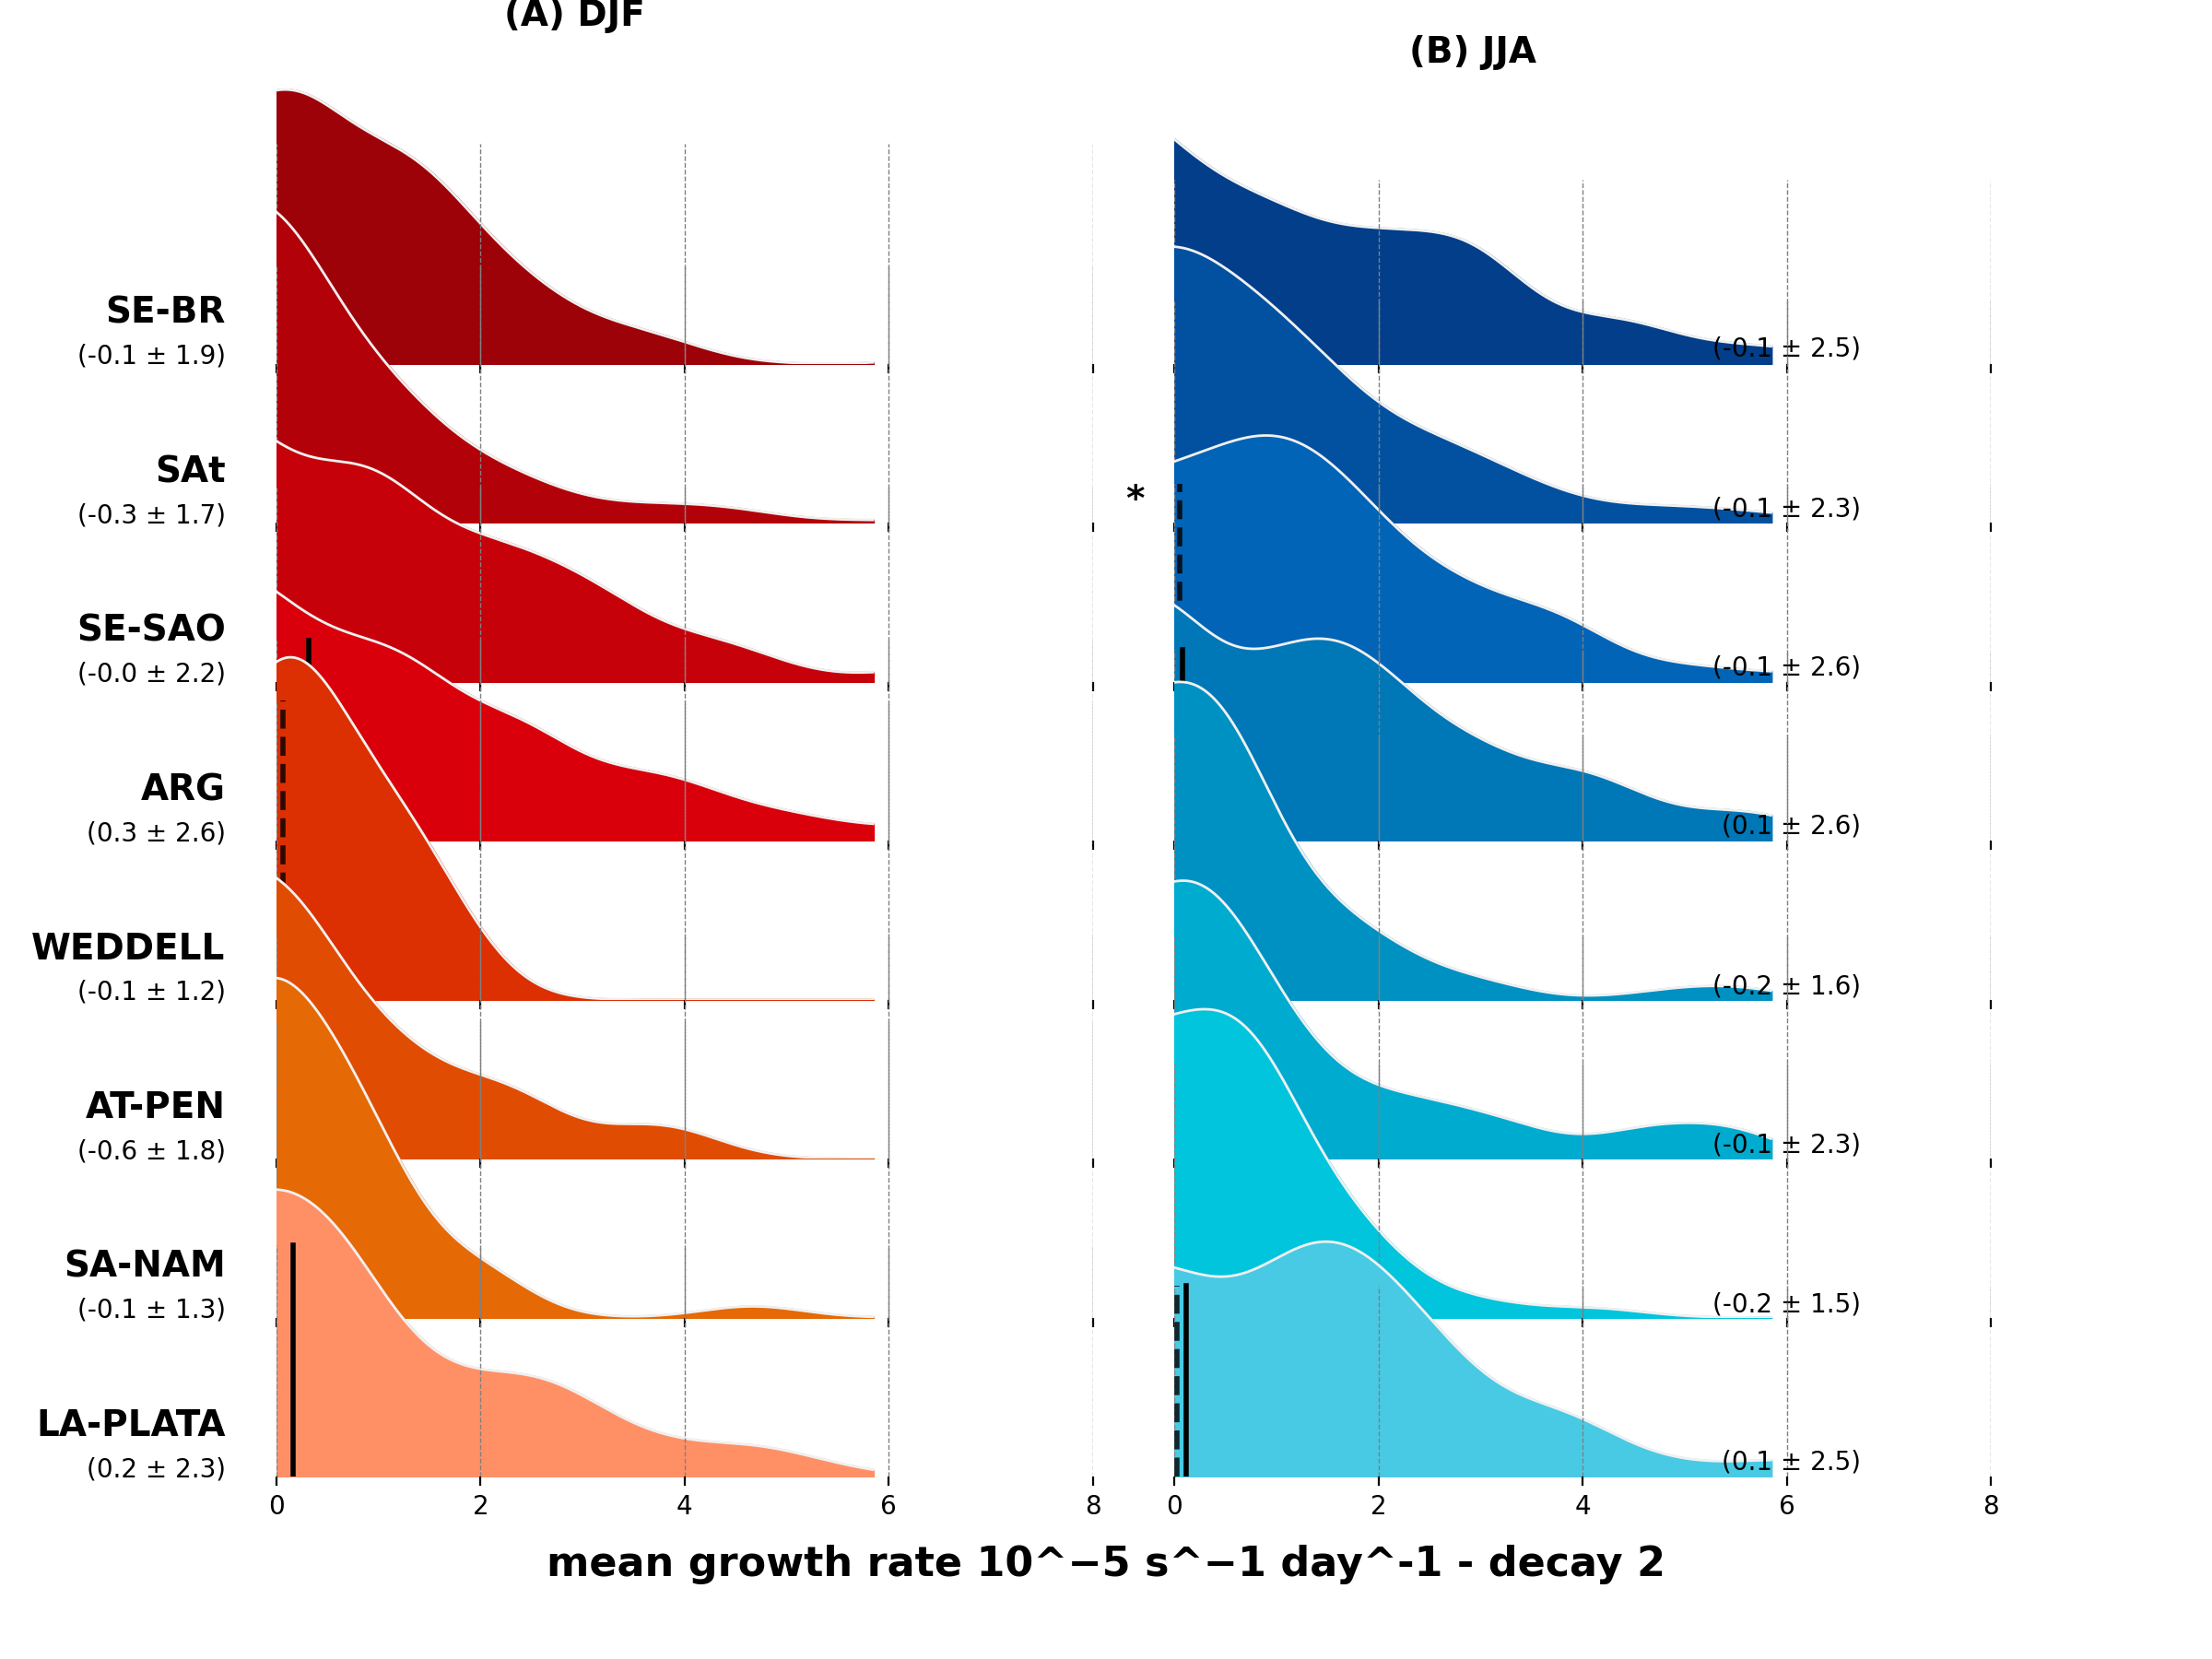 (A) DJF
(B) JJA
SE-BR
(-0.1 ± 1.9)
(-0.1 ± 2.5)
SAt
(-0.3 ± 1.7)
*
(-0.1 ± 2.3)
SE-SAO
(-0.0 ± 2.2)
(-0.1 ± 2.6)
ARG
(0.3 ± 2.6)
(0.1 ± 2.6)
WEDDELL
(-0.1 ± 1.2)
(-0.2 ± 1.6)
AT-PEN
(-0.6 ± 1.8)
(-0.1 ± 2.3)
SA-NAM
(-0.1 ± 1.3)
(-0.2 ± 1.5)
LA-PLATA
(0.2 ± 2.3)
(0.1 ± 2.5)
0 2 4 6 8
0 2 4 6 8
mean growth rate 10^−5 s^−1 day^-1 - decay 2